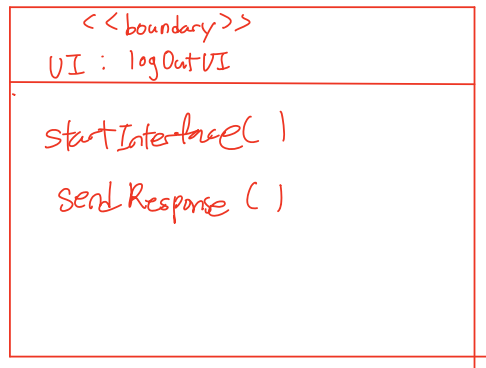 <<boundary>>
UI : logOutUI
startInterface( )
sendResponse ( )